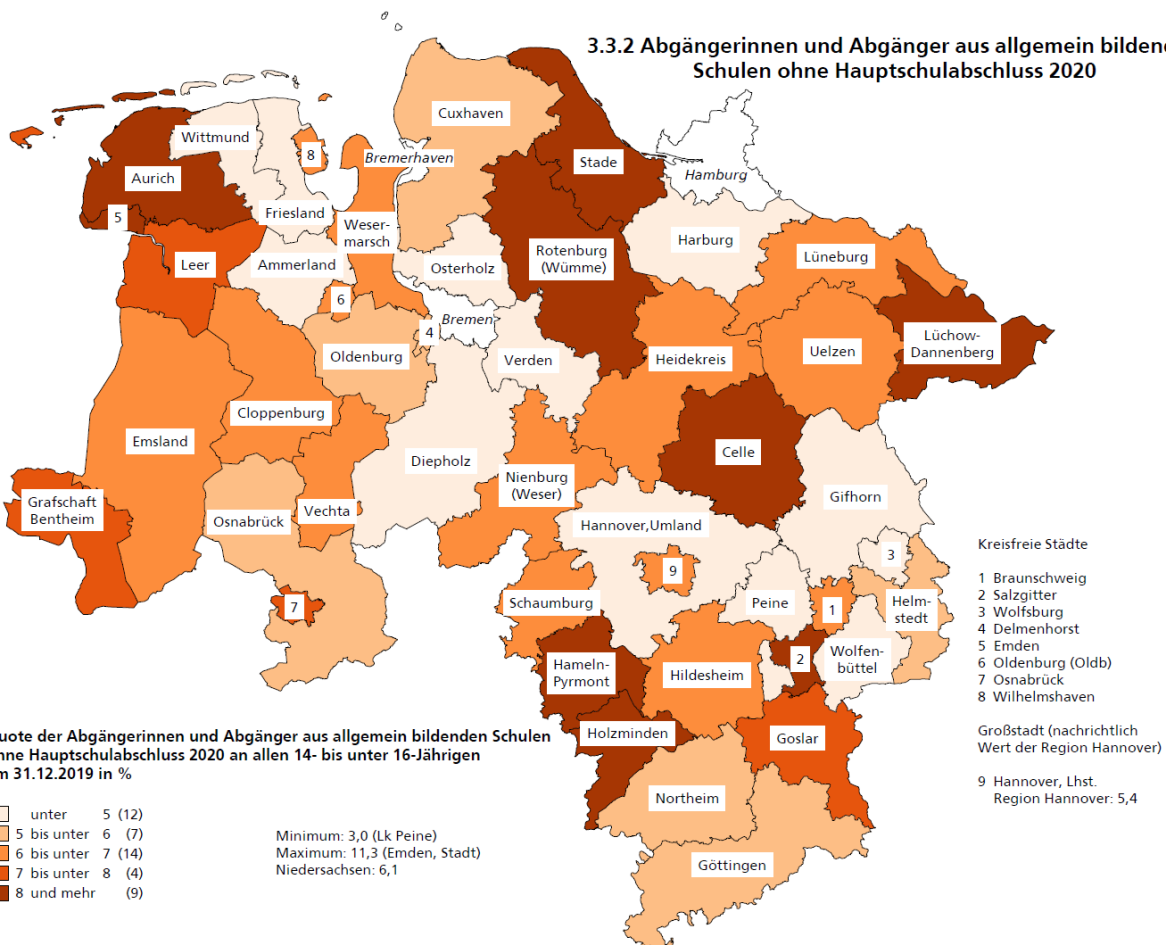 3.3.2 Abgängerinnen und Abgänger aus allgemein bildend
Schulen ohne Hauptschulabschluss 2020
Cuxhaven
Wittmund
8
Bremerhaven
Stade
Aurich
Hamburg
5
Friesland
Weser-
marsch
Harburg
Rotenburg
(Wümme)
Lüneburg
Leer
Ammerland
Osterholz
6
Bremen
4
Lüchow-
Dannenberg
Oldenburg
Verden
Heidekreis
Uelzen
Cloppenburg
Emsland
Celle
Diepholz
Nienburg
(Weser)
Gifhorn
Grafschaft
Bentheim
Osnabrück
Vechta
Hannover,Umland
3
9
7
Schaumburg
Peine
1
Helm-
stedt
2
Wolfen-
büttel
Hameln-
Pyrmont
Hildesheim
Holzminden
Goslar
Northeim
Göttingen
Kreisfreie Städte
1 Braunschweig
2 Salzgitter
3 Wolfsburg
4 Delmenhorst
5 Emden
6 Oldenburg (Oldb)
7 Osnabrück
8 Wilhelmshaven
Großstadt (nachrichtlich
Wert der Region Hannover)
9 Hannover, Lhst.
Region Hannover: 5,4
uote der Abgängerinnen und Abgänger aus allgemein bildenden Schulen
hne Hauptschulabschluss 2020 an allen 14- bis unter 16-Jährigen
m 31.12.2019 in %
unter 5 (12)
5 bis unter 6 (7)
6 bis unter 7 (14)
7 bis unter 8 (4)
8 und mehr (9)
Minimum: 3,0 (Lk Peine)
Maximum: 11,3 (Emden, Stadt)
Niedersachsen: 6,1